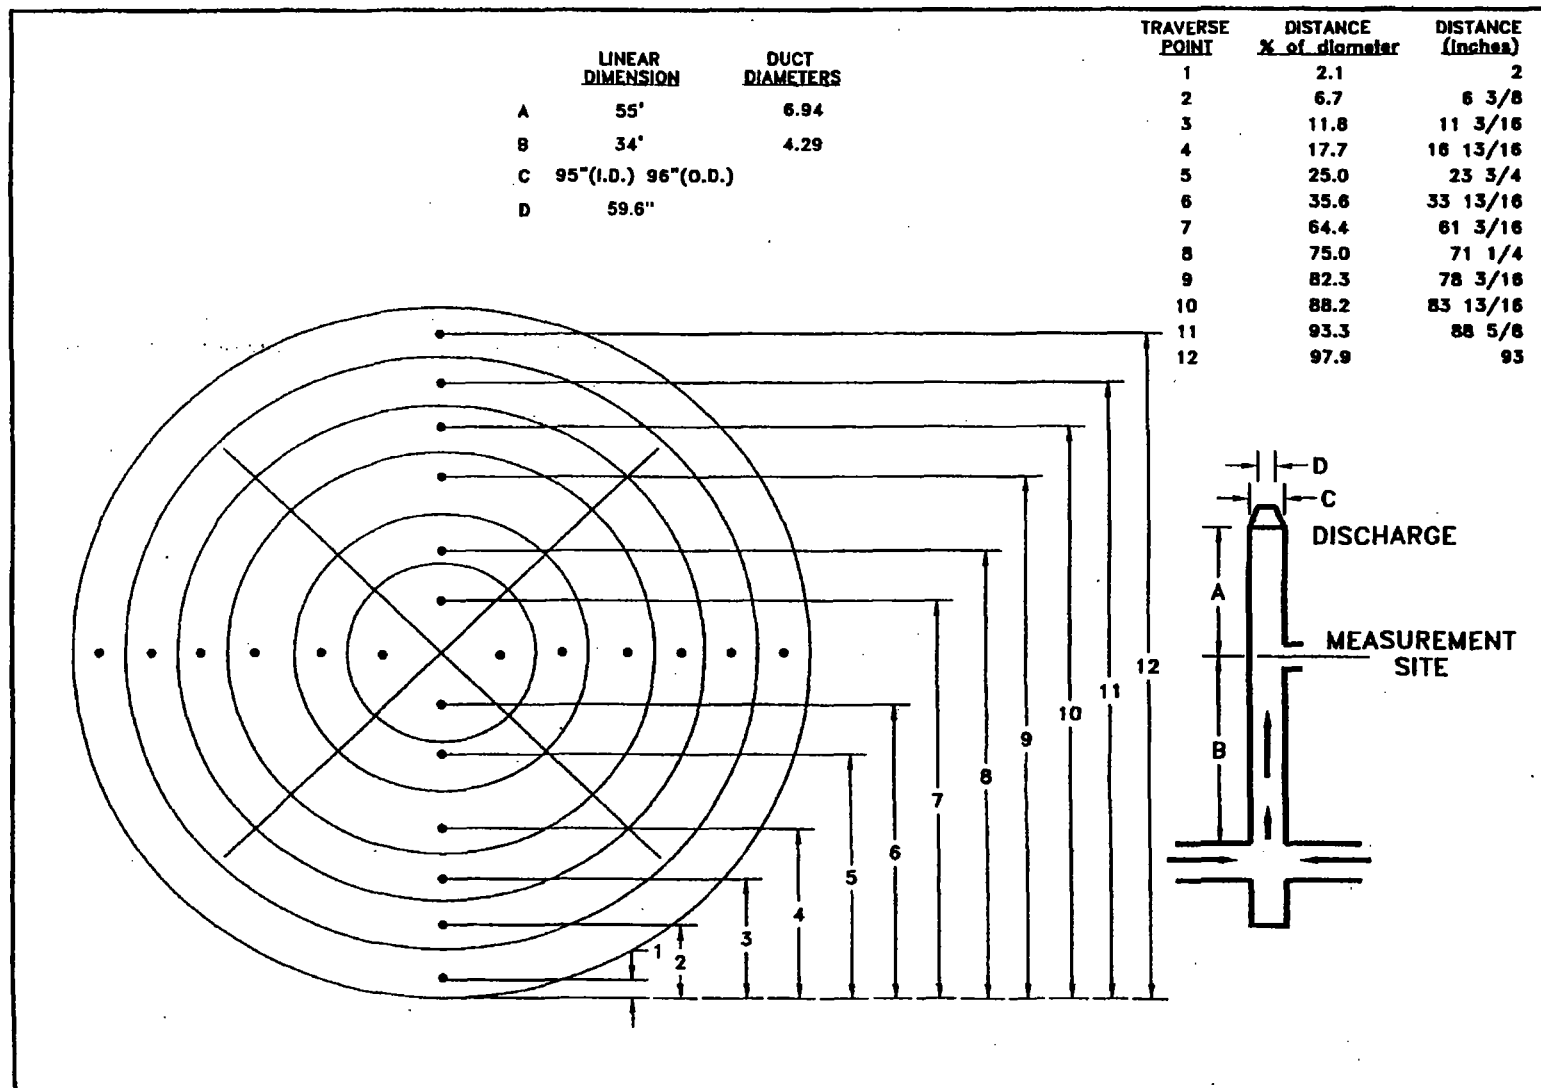 LINEAR DIMENSION DUCT DIAMETERS
A 55' 6.94
B 34' 4.29
C 95"(I.D.) 96"(O.D.)
D 59.6"
TRAVERSE POINT DISTANCE % of diameter DISTANCE (inches)
1 2.1 2
2 6.7 6 3/8
3 11.8 11 3/16
4 17.7 16 13/16
5 25.0 23 3/4
6 35.6 33 13/16
7 64.4 61 3/16
8 75.0 71 1/4
9 82.3 78 3/16
10 88.2 83 13/16
11 93.3 88 5/8
12 97.9 93
1
2
3
4
5
6
7
8
9
10
11
12
D
C
DISCHARGE
A
MEASUREMENT
SITE
B